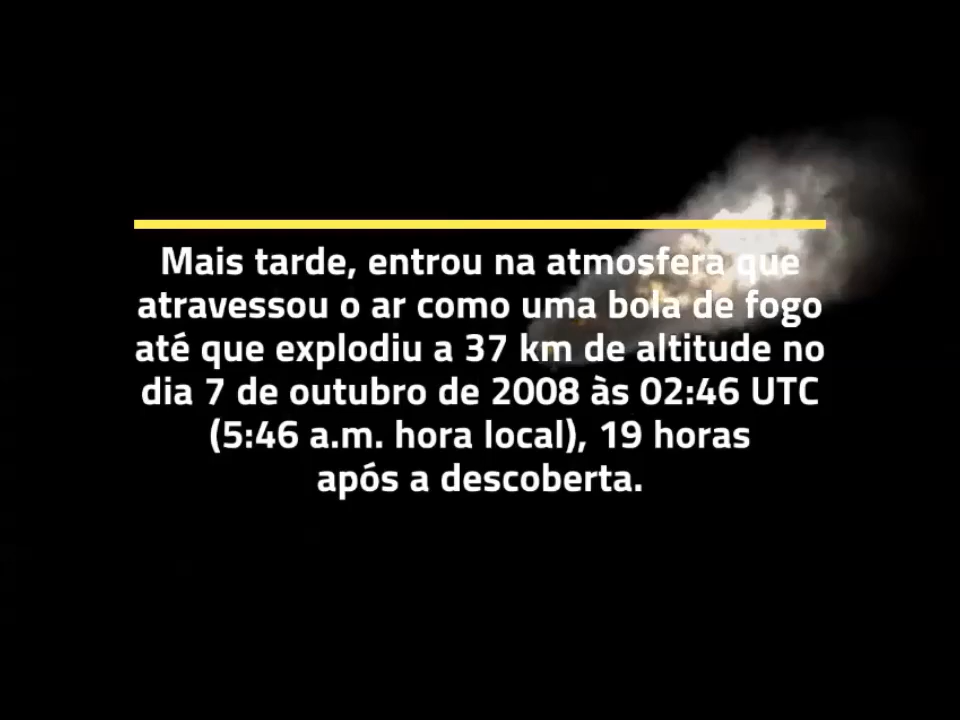 Mais tarde, entrou na atmosfera que
atravessou o ar como uma bola de fogo
até que explodiu a 37 km de altitude no
dia 7 de outubro de 2008 às 02:46 UTC
(5:46 a.m. hora local), 19 horas
após a descoberta.